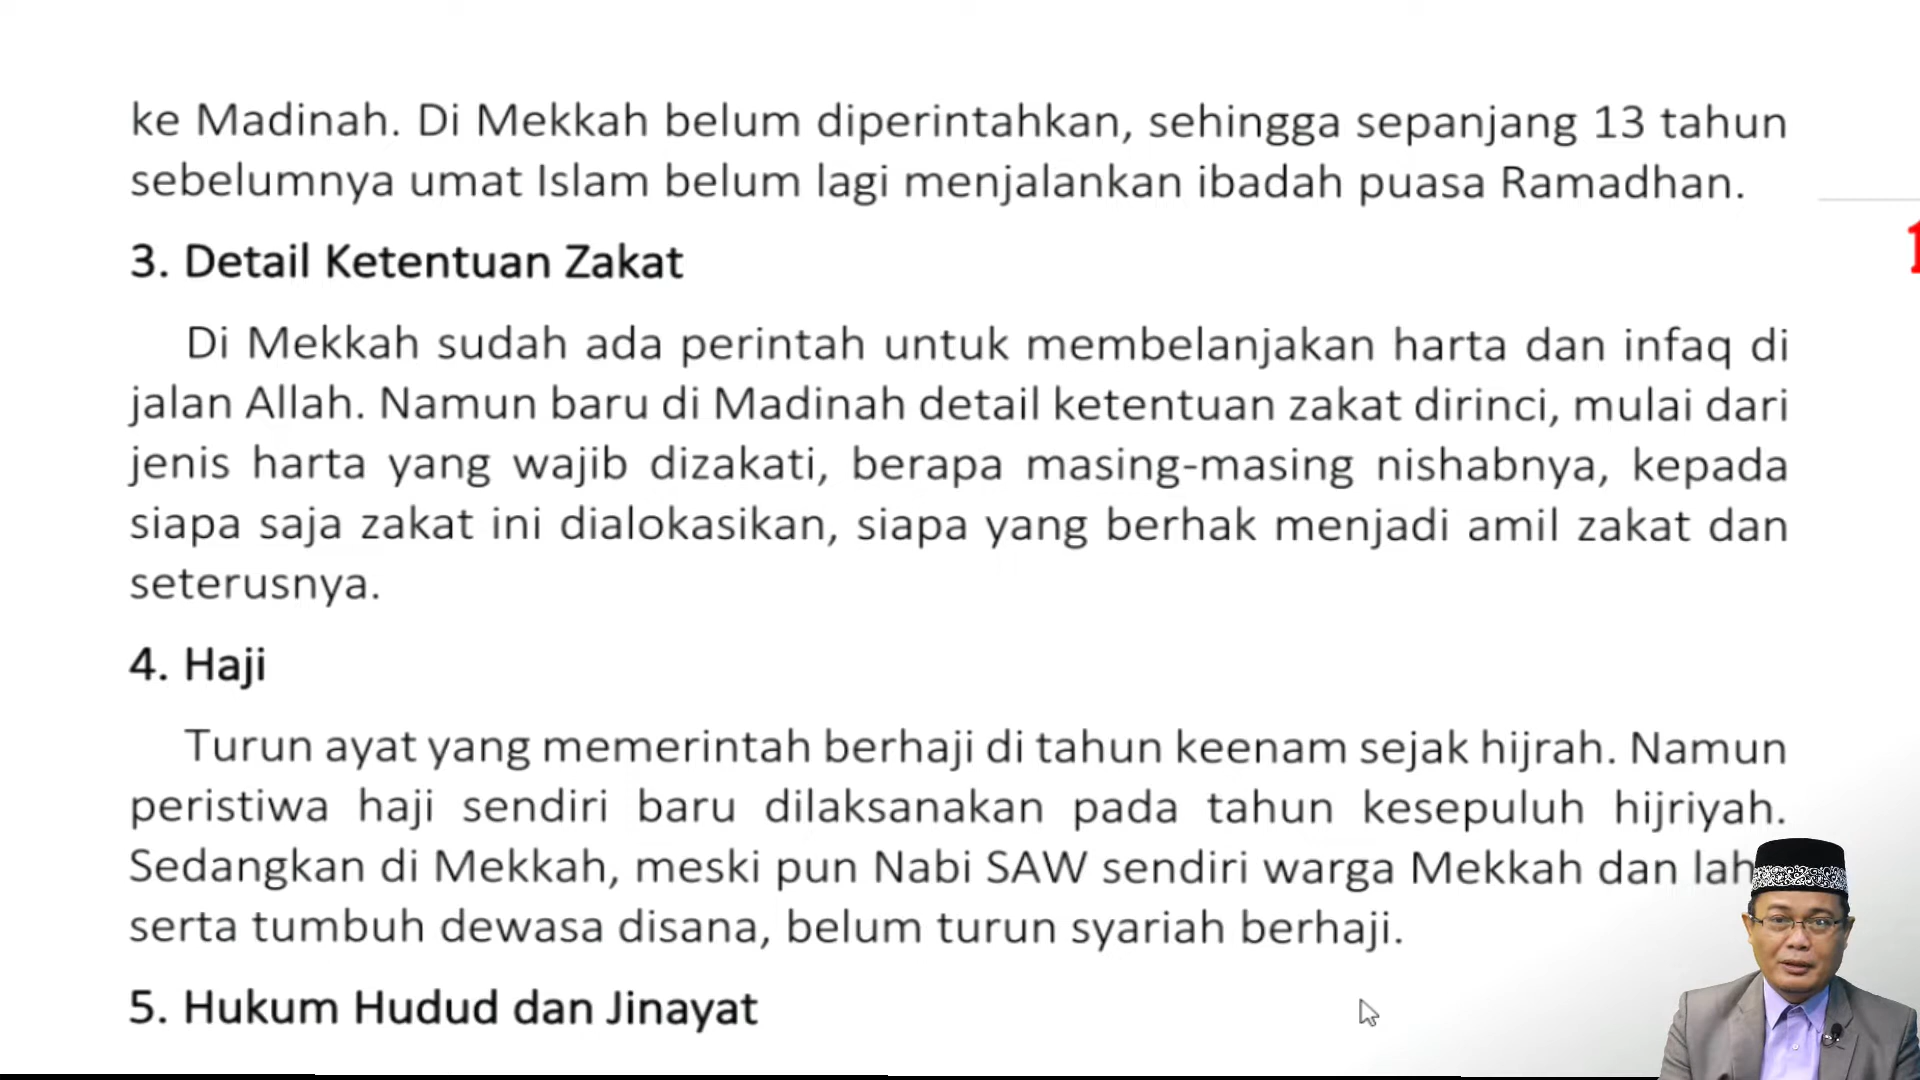 ke Madinah. Di Mekkah belum diperintahkan, sehingga sepanjang 13 tahun
sebelumnya umat Islam belum lagi menjalankan ibadah puasa Ramadhan.
3. Detail Ketentuan Zakat
Di Mekkah sudah ada perintah untuk membelanjakan harta dan infaq di
jalan Allah. Namun baru di Madinah detail ketentuan zakat dirinci, mulai dari
jenis harta yang wajib dizakati, berapa masing-masing nishabnya, kepada
siapa saja zakat ini dialokasikan, siapa yang berhak menjadi amil zakat dan
seterusnya.
4. Haji
Turun ayat yang memerintah berhaji di tahun keenam sejak hijrah. Namun
peristiwa haji sendiri baru dilaksanakan pada tahun kesepuluh hijriyah.
Sedangkan di Mekkah, meski pun Nabi SAW sendiri warga Mekkah dan
serta tumbuh dewasa disana, belum turun syariah berhaji.
5. Hukum Hudud dan Jinayat